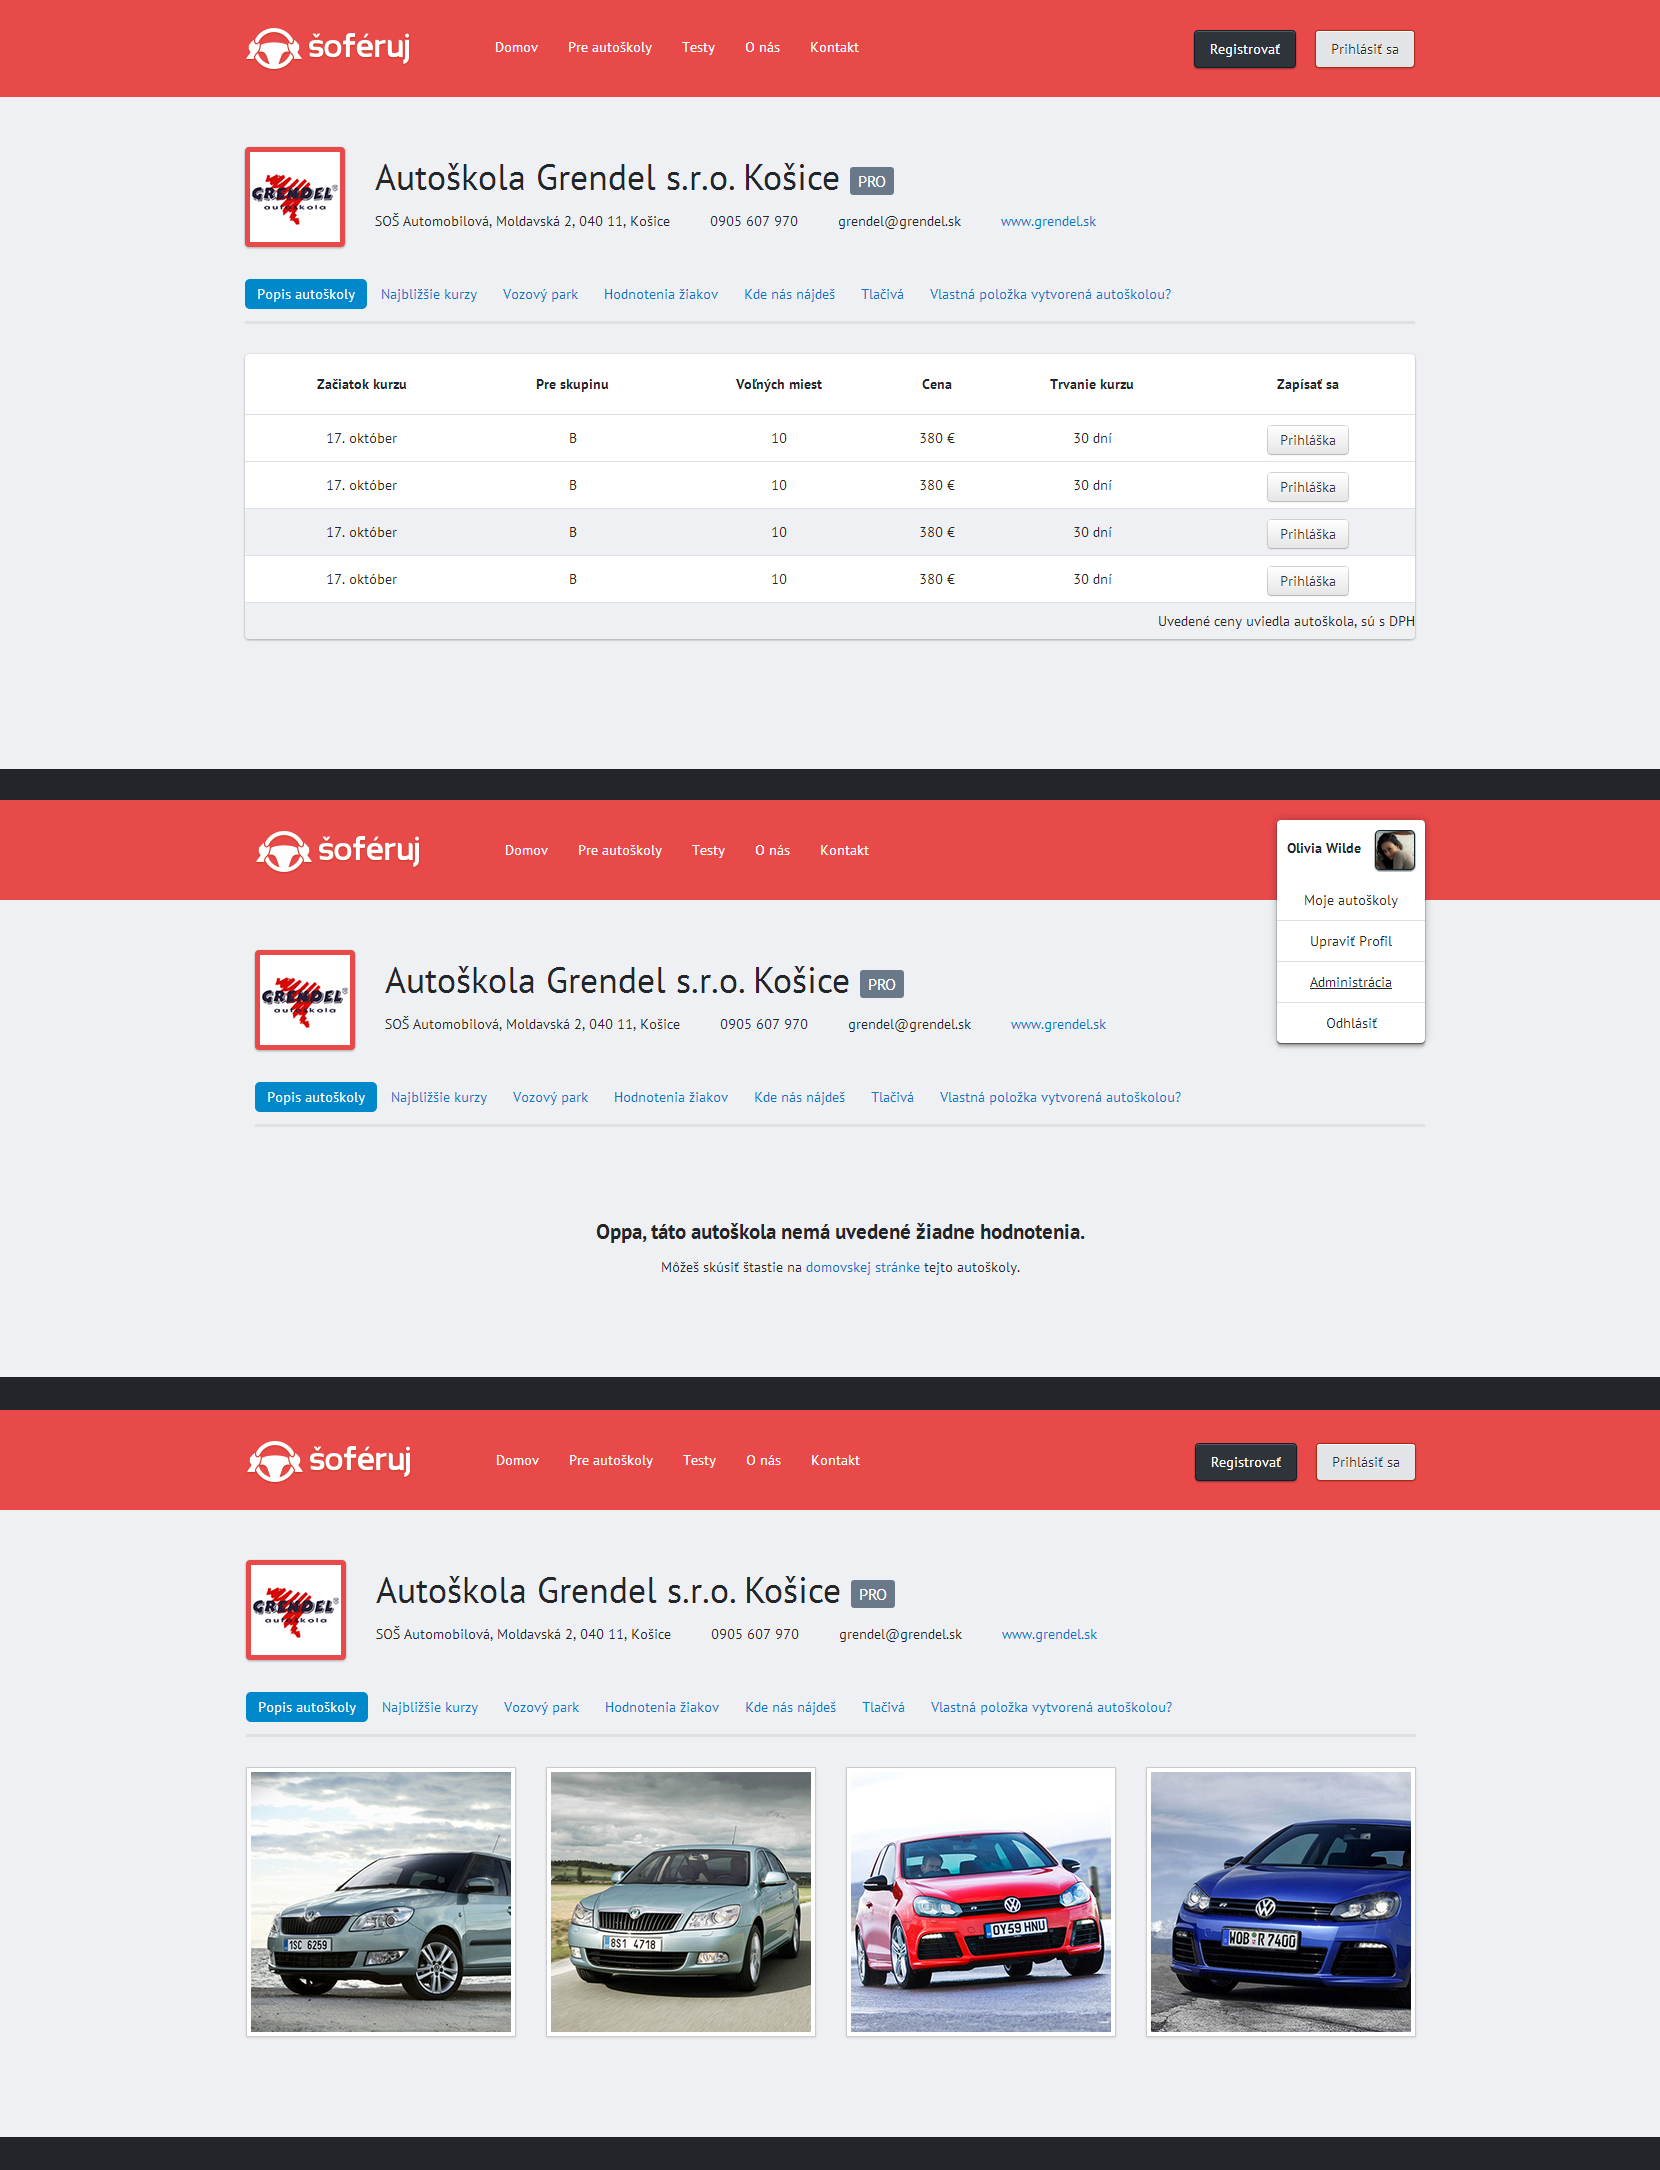 šoféruj Domov Pre autoškoly Testy O nás Kontakt Registrovať Prihlásiť sa
GRENDEL® autoškola
Autoškola Grendel s.r.o. Košice PRO
SOŠ Automobilová, Moldavská 2, 040 11, Košice 0905 607 970 grendel@grendel.sk www.grendel.sk
Popis autoškoly Najbližšie kurzy Vozový park Hodnotenia žiakov Kde nás nájdeš Tlačivá Vlastná položka vytvorená autoškolou?
Začiatok kurzu Pre skupinu Voľných miest Cena Trvanie kurzu Zapísať sa
17. október B 10 380 € 30 dní Prihláška
17. október B 10 380 € 30 dní Prihláška
17. október B 10 380 € 30 dní Prihláška
17. október B 10 380 € 30 dní Prihláška
Uvedené ceny uviedla autoškola, sú s DPH
šoféruj Domov Pre autoškoly Testy O nás Kontakt Olivia Wilde
Moje autoškoly
Upraviť Profil
Administrácia
Odhlásiť
GRENDEL® autoškola
Autoškola Grendel s.r.o. Košice PRO
SOŠ Automobilová, Moldavská 2, 040 11, Košice 0905 607 970 grendel@grendel.sk www.grendel.sk
Popis autoškoly Najbližšie kurzy Vozový park Hodnotenia žiakov Kde nás nájdeš Tlačivá Vlastná položka vytvorená autoškolou?
Oppa, táto autoškola nemá uvedené žiadne hodnotenia.
Môžeš skúsiť štastie na domovskej stránke tejto autoškoly.
šoféruj Domov Pre autoškoly Testy O nás Kontakt Registrovať Prihlásiť sa
GRENDEL® autoškola
Autoškola Grendel s.r.o. Košice PRO
SOŠ Automobilová, Moldavská 2, 040 11, Košice 0905 607 970 grendel@grendel.sk www.grendel.sk
Popis autoškoly Najbližšie kurzy Vozový park Hodnotenia žiakov Kde nás nájdeš Tlačivá Vlastná položka vytvorená autoškolou?
1SC 6259
8S1 4718
OY59 HNU
WOB R 7400